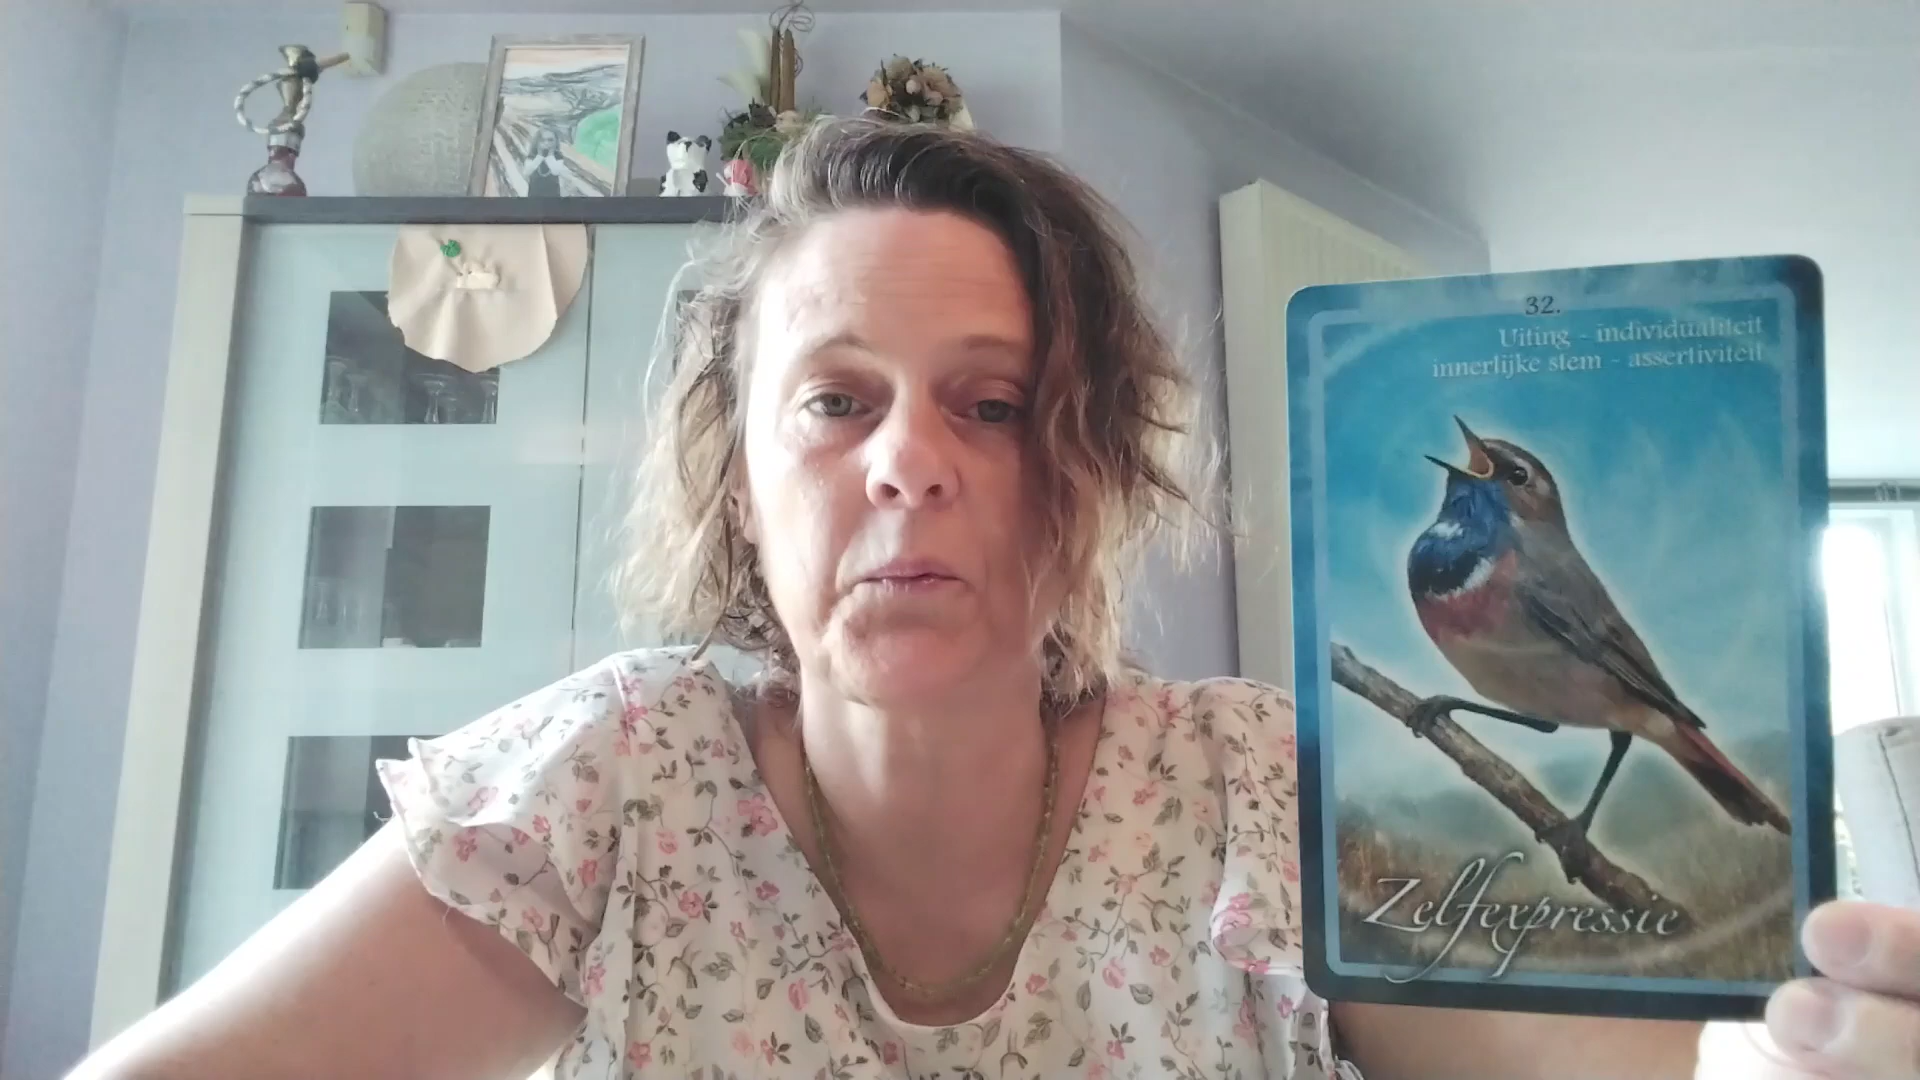 32.
Uiting - individualiteit
innerlijke stem - assertiviteit
Zelfexpressie